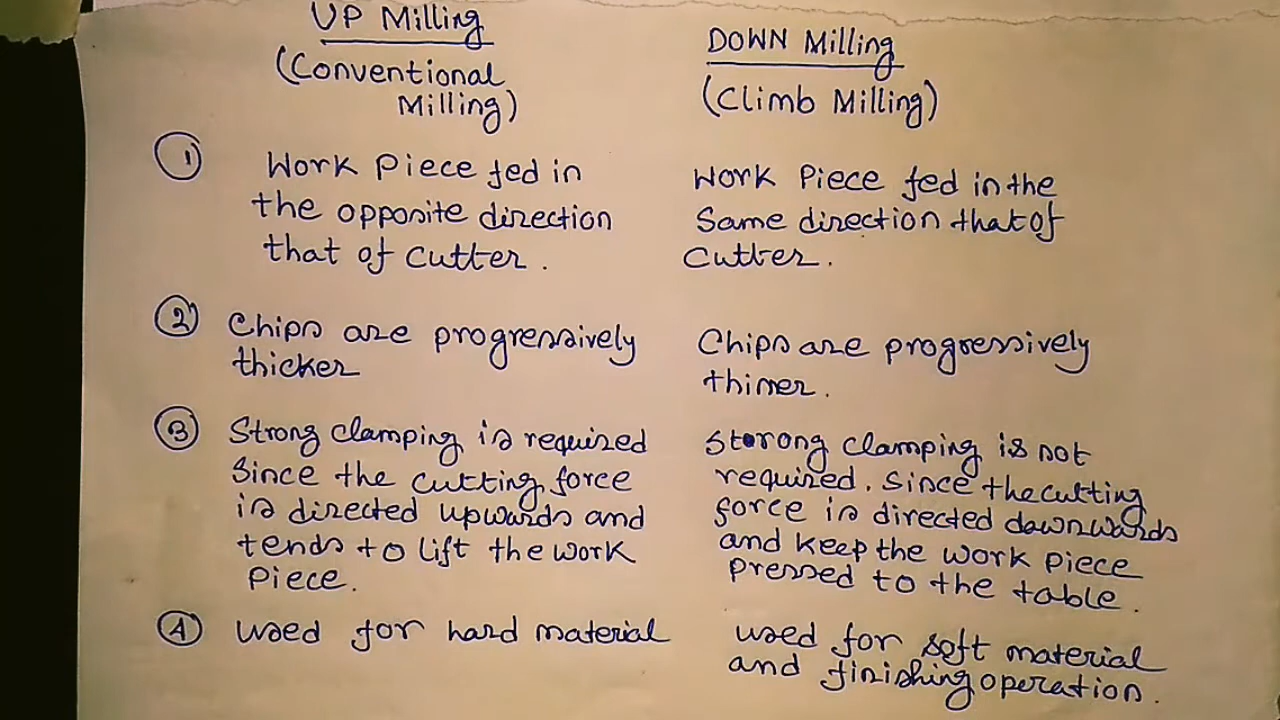 UP Milling
(Conventional
Milling)
DOWN Milling
(Climb Milling)
1
Work Piece fed in
the opposite direction
that of cutter.
Work Piece fed in the
Same direction that of
Cutter.
2
Chips are progressively
thicker
Chips are progressively
thiner.
3
Strong clamping is required
Since the cutting force
is directed upwards and
tends to lift the work
Piece.
Strong clamping is not
required. Since the cutting
force is directed downwards
and keep the work piece
pressed to the table.
4
used for hard material
used for soft material
and finishing operation.